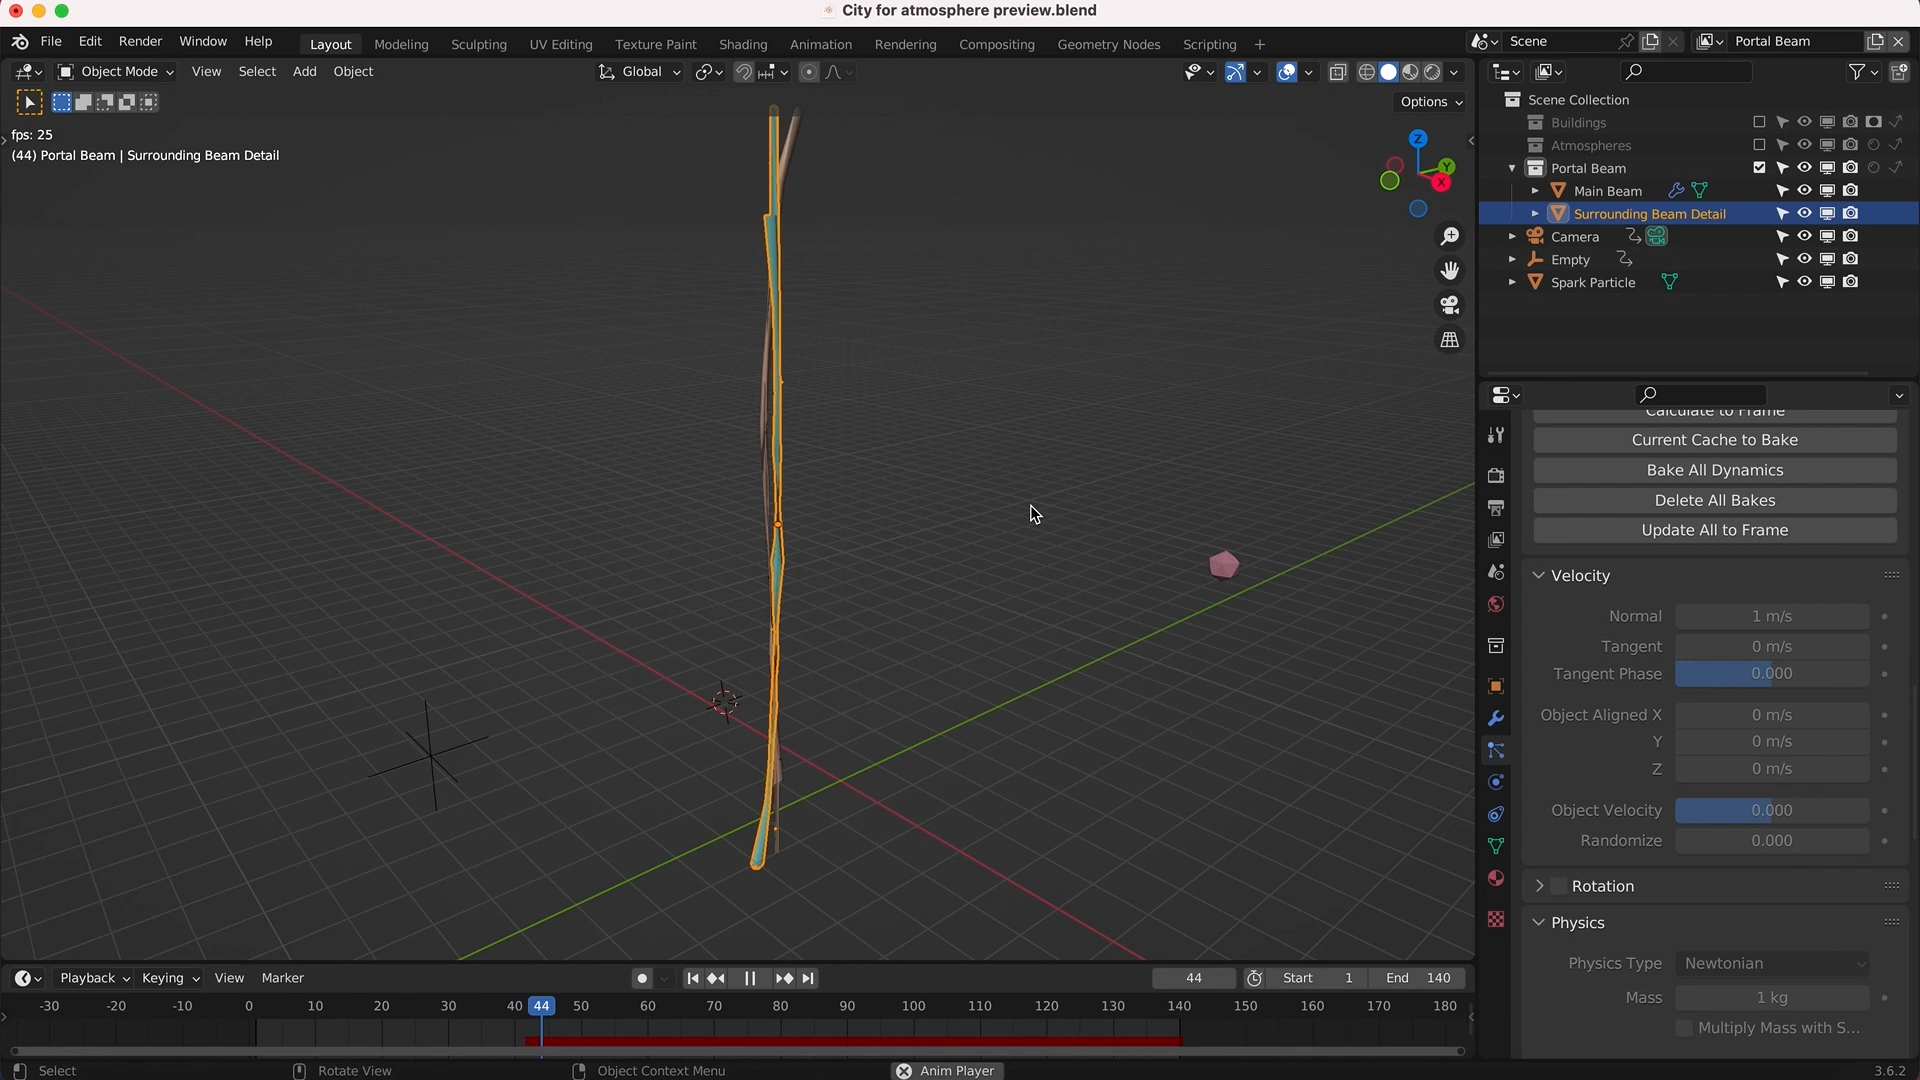 City for atmosphere preview.blend
File Edit Render Window Help Layout Modeling Sculpting UV Editing Texture Paint Shading Animation Rendering Compositing Geometry Nodes Scripting + Scene Portal Beam
Object Mode View Select Add Object Global
Options
fps: 25
(44) Portal Beam | Surrounding Beam Detail
Z
Y
X
Scene Collection
Buildings
Atmospheres
Portal Beam
Main Beam
Surrounding Beam Detail
Camera
Empty
Spark Particle
Calculate to Frame
Current Cache to Bake
Bake All Dynamics
Delete All Bakes
Update All to Frame
Velocity
Normal 1 m/s
Tangent 0 m/s
Tangent Phase 0.000
Object Aligned X 0 m/s
Y 0 m/s
Z 0 m/s
Object Velocity 0.000
Randomize 0.000
Rotation
Physics
Physics Type Newtonian
Mass 1 kg
Multiply Mass with S...
Playback Keying View Marker 44 Start 1 End 140
-30 -20 -10 0 10 20 30 40 44 50 60 70 80 90 100 110 120 130 140 150 160 170 180
Select Rotate View Object Context Menu Anim Player 3.6.2